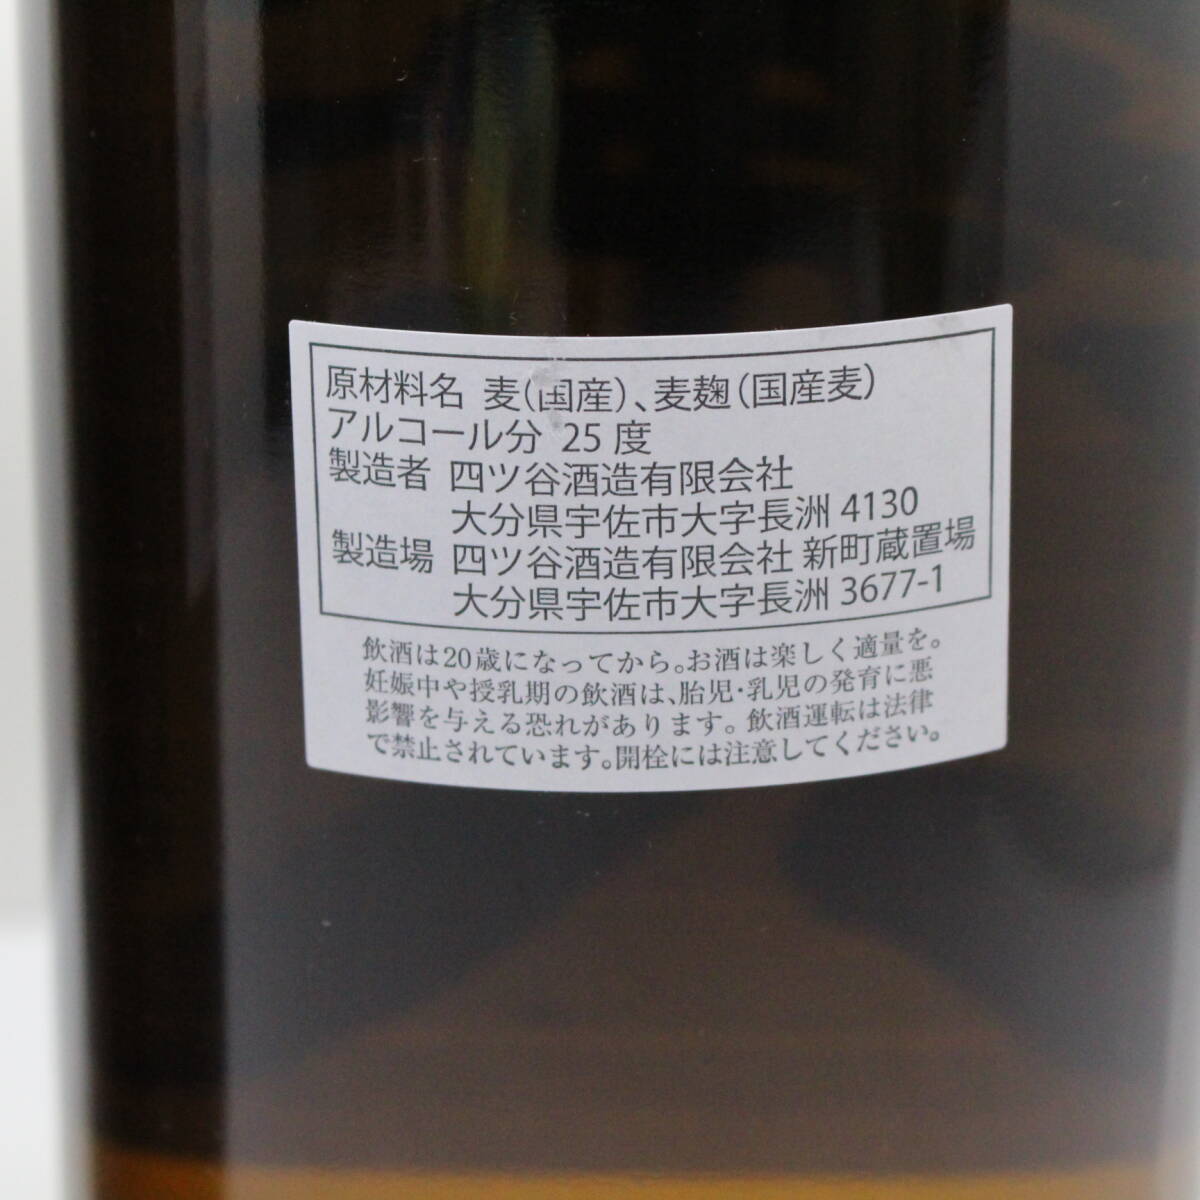 原材料名 麦(国産)、麦麹(国産麦)
アルコール分 25度
製造者 四ツ谷酒造有限会社
大分県宇佐市大字長洲 4130
製造場 四ツ谷酒造有限会社 新町蔵置場
大分県宇佐市大字長洲 3677-1
飲酒は20歳になってから。お酒は楽しく適量を。
妊娠中や授乳期の飲酒は、胎児・乳児の発育に悪
影響を与える恐れがあります。飲酒運転は法律
で禁止されています。開栓には注意してください。